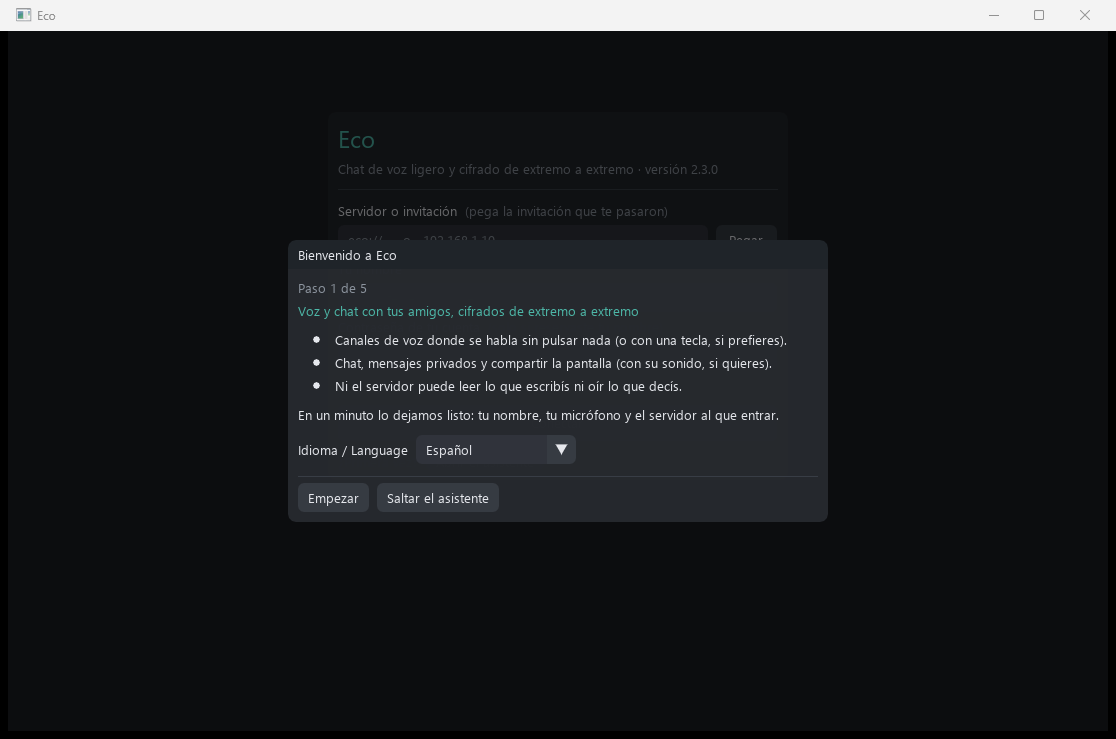 Eco
Eco
Chat de voz ligero y cifrado de extremo a extremo · versión 2.3.0
Servidor o invitación (pega la invitación que te pasaron)
Bienvenido a Eco
Paso 1 de 5
Voz y chat con tus amigos, cifrados de extremo a extremo
Canales de voz donde se habla sin pulsar nada (o con una tecla, si prefieres).
Chat, mensajes privados y compartir la pantalla (con su sonido, si quieres).
Ni el servidor puede leer lo que escribís ni oír lo que decís.
En un minuto lo dejamos listo: tu nombre, tu micrófono y el servidor al que entrar.
Idioma / Language Español
Empezar Saltar el asistente